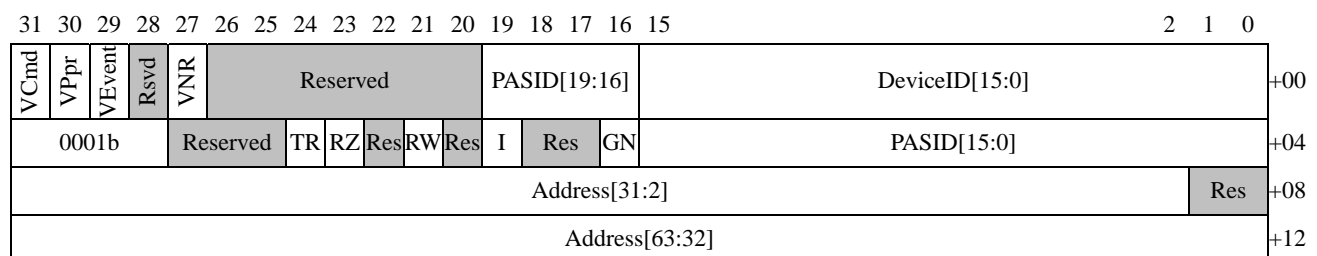 31 30 29 28 27 26 25 24 23 22 21 20 19 18 17 16 15 2 1 0
VCmd VPpr VEvent Rsvd VNR Reserved PASID[19:16] DeviceID[15:0] +00
0001b Reserved TR RZ Res RW Res I Res GN PASID[15:0] +04
Address[31:2] Res +08
Address[63:32] +12